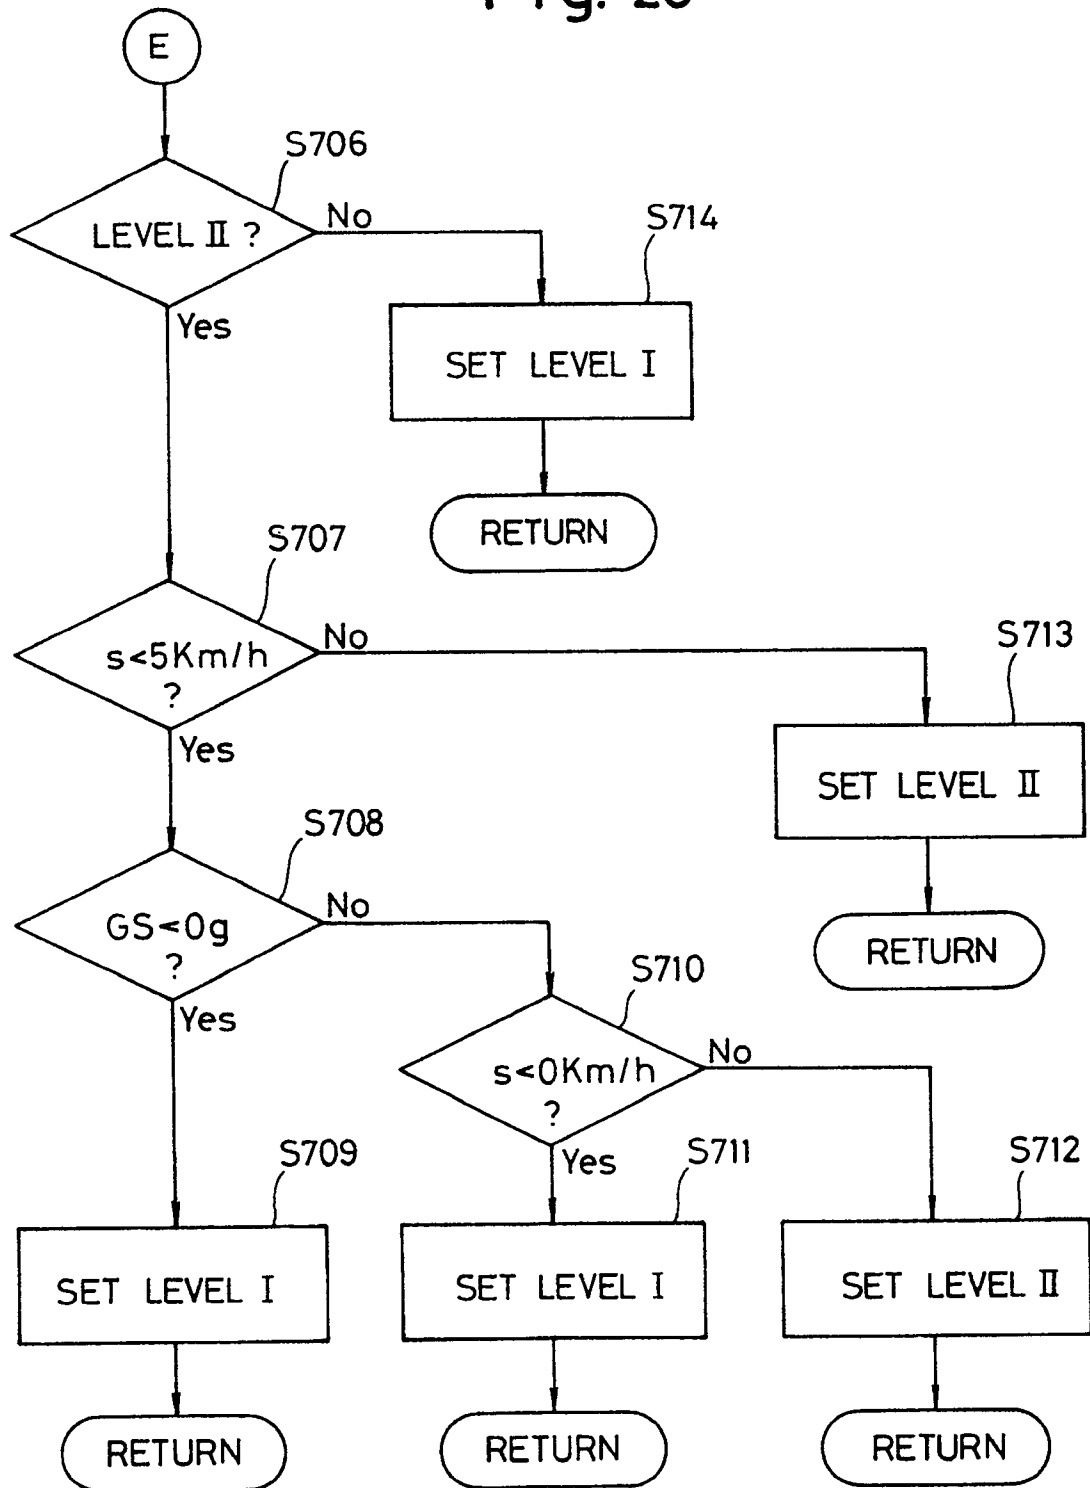 E
S706
LEVEL II ?
No
Yes
S714
SET LEVEL I
RETURN
S707
s<5Km/h
?
No
Yes
S713
SET LEVEL II
RETURN
S708
GS<0g
?
No
Yes
S710
s<0Km/h
?
No
Yes
S709
SET LEVEL I
RETURN
S711
SET LEVEL I
RETURN
S712
SET LEVEL II
RETURN